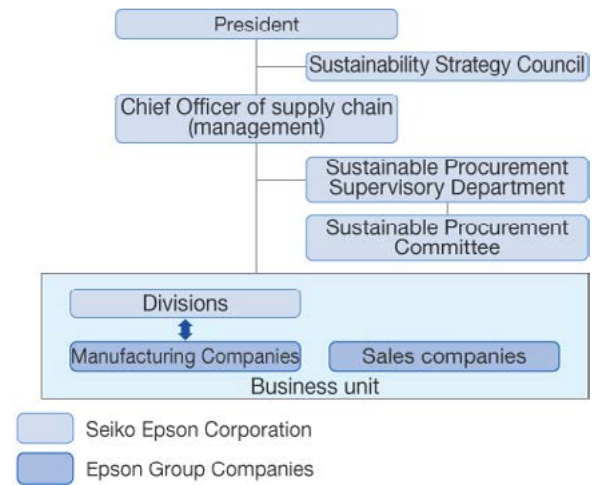 President
Sustainability Strategy Council
Chief Officer of supply chain
(management)
Sustainable Procurement
Supervisory Department
Sustainable Procurement
Committee
Divisions
Manufacturing Companies
Sales companies
Business unit
Seiko Epson Corporation
Epson Group Companies